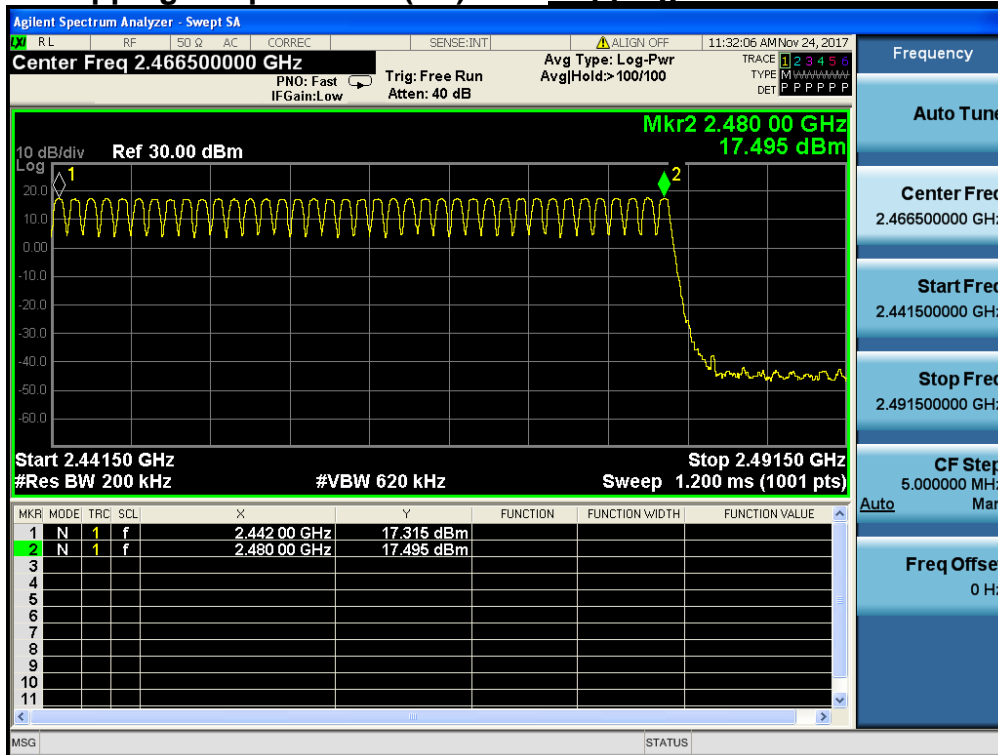 Agilent Spectrum Analyzer - Swept SA
LXI RL RF 50 Ω AC CORREC SENSE:INT ALIGN OFF 11:32:06 AM Nov 24, 2017
Center Freq 2.466500000 GHz
PNO: Fast
IFGain:Low
Trig: Free Run
Atten: 40 dB
Avg Type: Log-Pwr
Avg|Hold:>100/100
TRACE 1 2 3 4 5 6
TYPE M WWWWW
DET P P P P P P
Mkr2 2.480 00 GHz
17.495 dBm
10 dB/div Ref 30.00 dBm
Log
1
2
20.0
10.0
0.00
-10.0
-20.0
-30.0
-40.0
-50.0
-60.0
Start 2.44150 GHz Stop 2.49150 GHz
#Res BW 200 kHz #VBW 620 kHz Sweep 1.200 ms (1001 pts)
MKR MODE TRC SCL X Y FUNCTION FUNCTION WIDTH FUNCTION VALUE
1 N 1 f 2.442 00 GHz 17.315 dBm
2 N 1 f 2.480 00 GHz 17.495 dBm
3
4
5
6
7
8
9
10
11
MSG STATUS
Frequency
Auto Tune
Center Freq
2.466500000 GHz
Start Freq
2.441500000 GHz
Stop Freq
2.491500000 GHz
CF Step
5.000000 MHz
Auto Man
Freq Offset
0 Hz